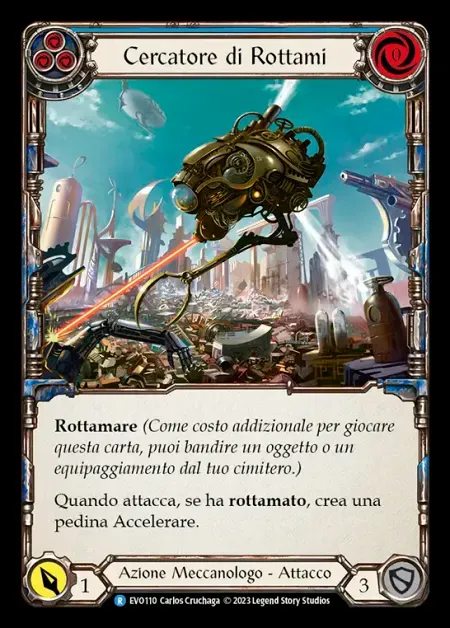 Cercatore di Rottami
0
Rottamare (Come costo addizionale per giocare
questa carta, puoi bandire un oggetto o un
equipaggiamento dal tuo cimitero.)
Quando attacca, se ha rottamato, crea una
pedina Accelerare.
1
Azione Meccanologo - Attacco
3
R EVO110 Carlos Cruchaga © 2023 Legend Story Studios